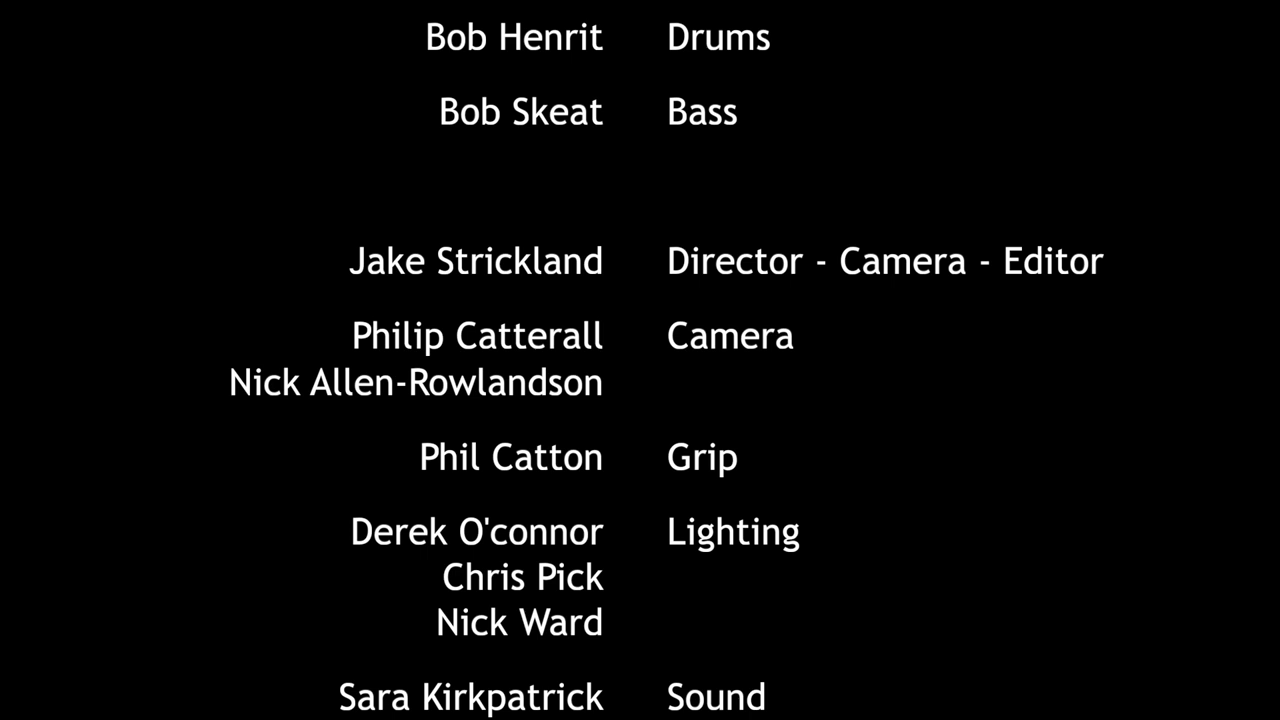 Bob Henrit Drums
Bob Skeat Bass
Jake Strickland Director - Camera - Editor
Philip Catterall Camera
Nick Allen-Rowlandson
Phil Catton Grip
Derek O'connor Lighting
Chris Pick
Nick Ward
Sara Kirkpatrick Sound